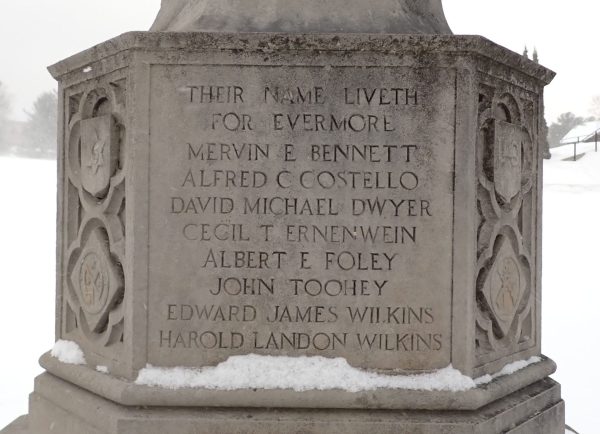 THEIR NAME LIVETH
FOR EVERMORE
MERVIN E BENNETT
ALFRED C COSTELLO
DAVID MICHAEL DWYER
CECIL T ERNENWEIN
ALBERT E FOLEY
JOHN TOOHEY
EDWARD JAMES WILKINS
HAROLD LANDON WILKINS